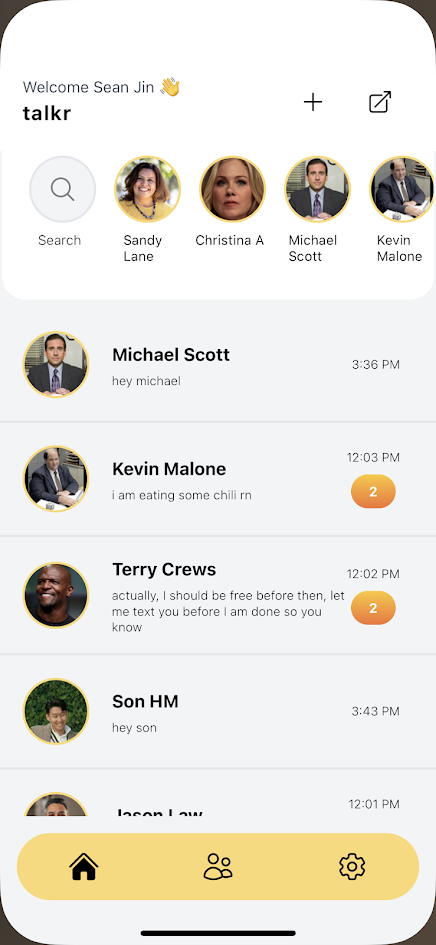 Welcome Sean Jin 👋
talkr
Search
Sandy
Lane
Christina A
Michael
Scott
Kevin
Malone
Michael Scott
3:36 PM
hey michael
12:03 PM
Kevin Malone
i am eating some chili rn
2
Terry Crews
12:02 PM
actually, I should be free before then, let
me text you before I am done so you
know
2
Son HM
3:43 PM
hey son
12:01 PM
Jason Law